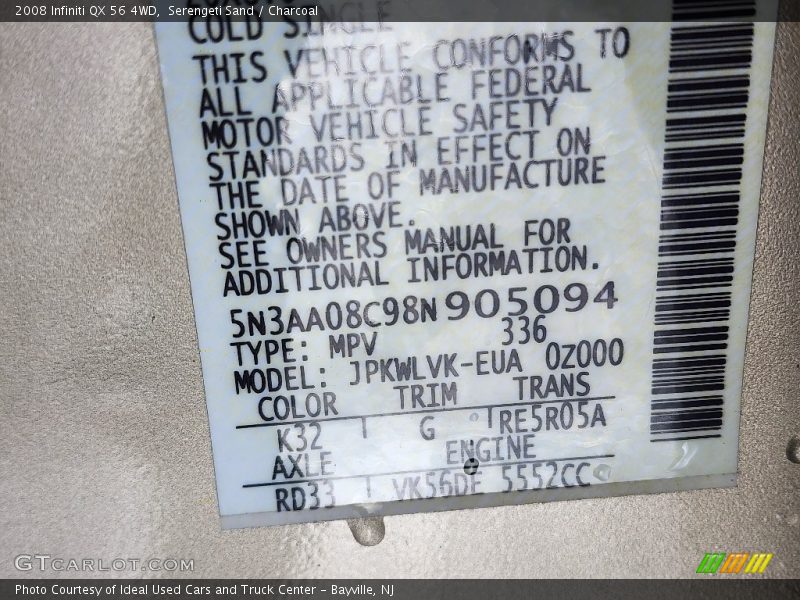 2008 Infiniti QX 56 4WD, Serengeti Sand / Charcoal
COLD SINGLE
THIS VEHICLE CONFORMS TO
ALL APPLICABLE FEDERAL
MOTOR VEHICLE SAFETY
STANDARDS IN EFFECT ON
THE DATE OF MANUFACTURE
SHOWN ABOVE.
SEE OWNERS MANUAL FOR
ADDITIONAL INFORMATION.
5N3AA08C98N905094
TYPE: MPV 336
MODEL: JPKWLVK-EUA 0Z000
COLOR TRIM TRANS
K32 G RE5R05A
AXLE ENGINE
RD33 VK56DE 5552CC
GTCARLOT.COM
Photo Courtesy of Ideal Used Cars and Truck Center - Bayville, NJ